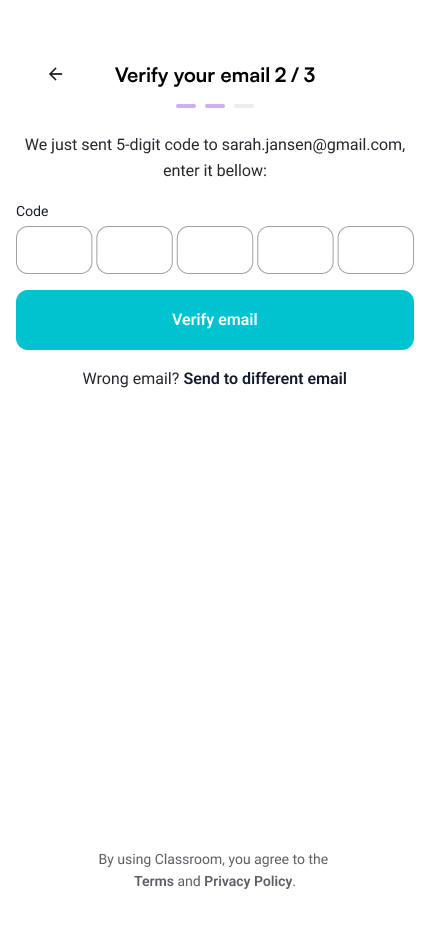 Verify your email 2 / 3
We just sent 5-digit code to sarah.jansen@gmail.com,
enter it bellow:
Code
Verify email
Wrong email? Send to different email
By using Classroom, you agree to the
Terms and Privacy Policy.